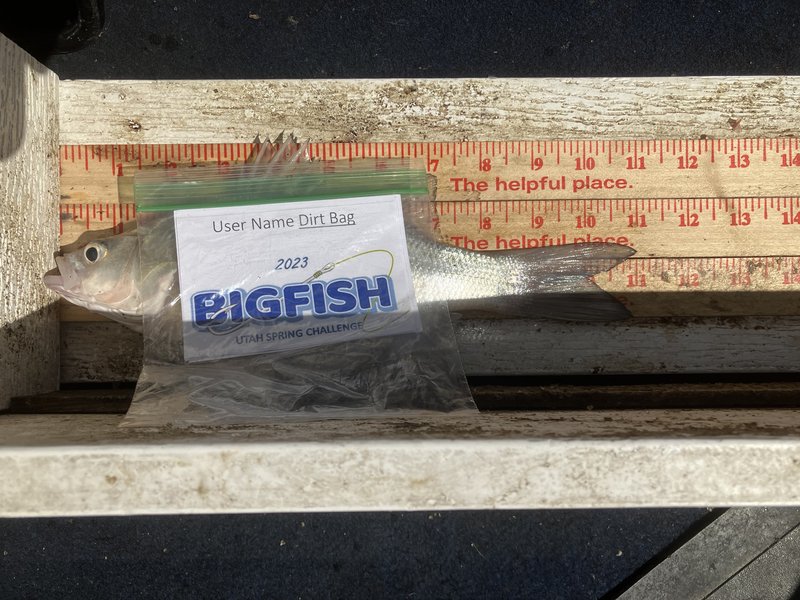 7 8 9 10 11 12 13 14
The helpful place.
7 8 9 10 11 12 13 14
The helpful place.
11 12 13 14
User Name Dirt Bag
2023
BIGFISH
UTAH SPRING CHALLENGE